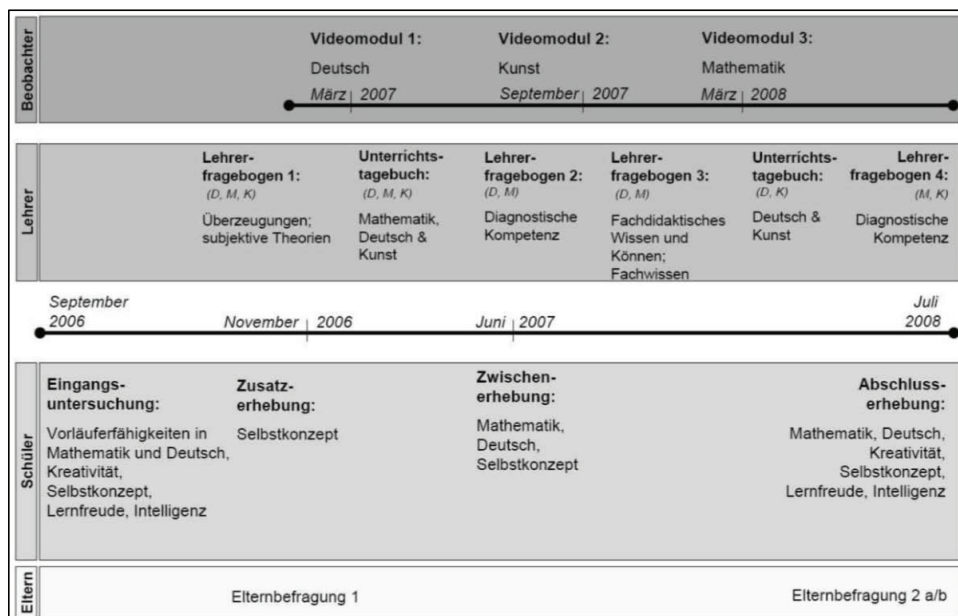 Beobachter
Videomodul 1:
Deutsch
März 2007
Videomodul 2:
Kunst
September 2007
Videomodul 3:
Mathematik
März 2008
Lehrer
Lehrer-
fragebogen 1:
(D, M, K)
Überzeugungen;
subjektive Theorien
Unterrichts-
tagebuch:
(D, M, K)
Mathematik,
Deutsch &
Kunst
Lehrer-
fragebogen 2:
(D, M)
Diagnostische
Kompetenz
Lehrer-
fragebogen 3:
(D, M)
Fachdidaktisches
Wissen und
Können;
Fachwissen
Unterrichts-
tagebuch:
(D, K)
Deutsch &
Kunst
Lehrer-
fragebogen 4:
(M, K)
Diagnostische
Kompetenz
September
2006
November 2006
Juni 2007
Juli
2008
Schüler
Eingangs-
untersuchung:
Vorläuferfähigkeiten in
Mathematik und Deutsch,
Kreativität,
Selbstkonzept,
Lernfreude, Intelligenz
Zusatz-
erhebung:
Selbstkonzept
Zwischen-
erhebung:
Mathematik,
Deutsch,
Selbstkonzept
Abschluss-
erhebung:
Mathematik, Deutsch,
Kreativität,
Selbstkonzept,
Lernfreude, Intelligenz
Eltern
Elternbefragung 1
Elternbefragung 2 a/b